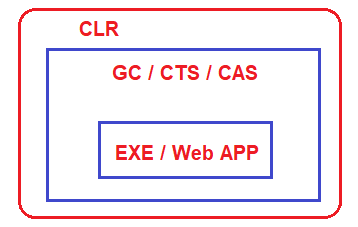 CLR
GC / CTS / CAS
EXE / Web APP